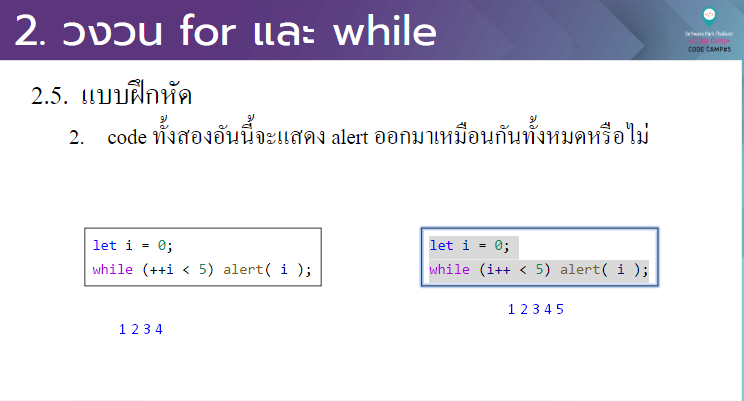 2. วงวน for และ while
CODE CAMP#5
2.5. แบบฝึกหัด
2. code ทั้งสองอันนี้จะแสดง alert ออกมาเหมือนกันทั้งหมดหรือไม่
let i = 0;
while (++i < 5) alert( i );
1 2 3 4
let i = 0;
while (i++ < 5) alert( i );
1 2 3 4 5